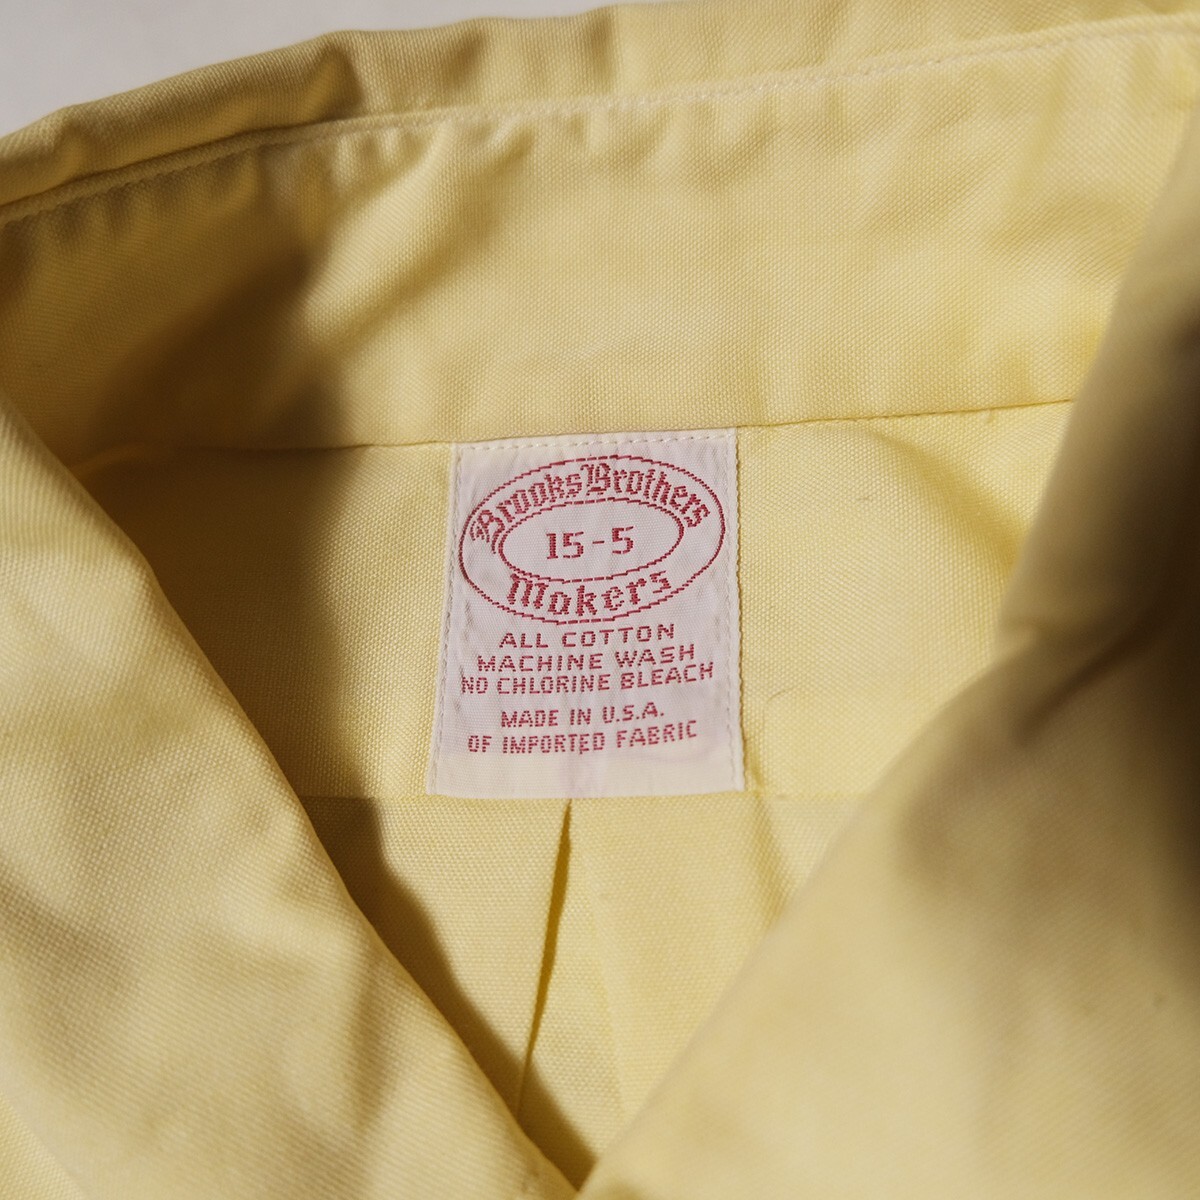 Brooks Brothers
15-5
Makers
ALL COTTON
MACHINE WASH
NO CHLORINE BLEACH
MADE IN U.S.A.
OF IMPORTED FABRIC